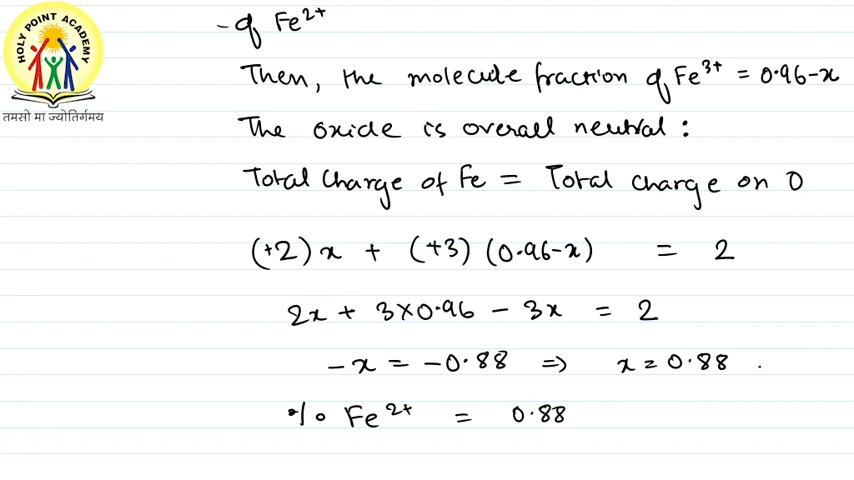 HOLY POINT ACADEMY
तमसो मा ज्योतिर्गमय
- of Fe²⁺
Then, the molecule fraction of Fe³⁺ = 0.96-x
The oxide is overall neutral :
Total Charge of Fe = Total charge on O
(+2) x + (+3) (0.96-x) = 2
2x + 3×0.96 - 3x = 2
-x = -0.88 ⇒ x = 0.88 .
% Fe²⁺ = 0.88